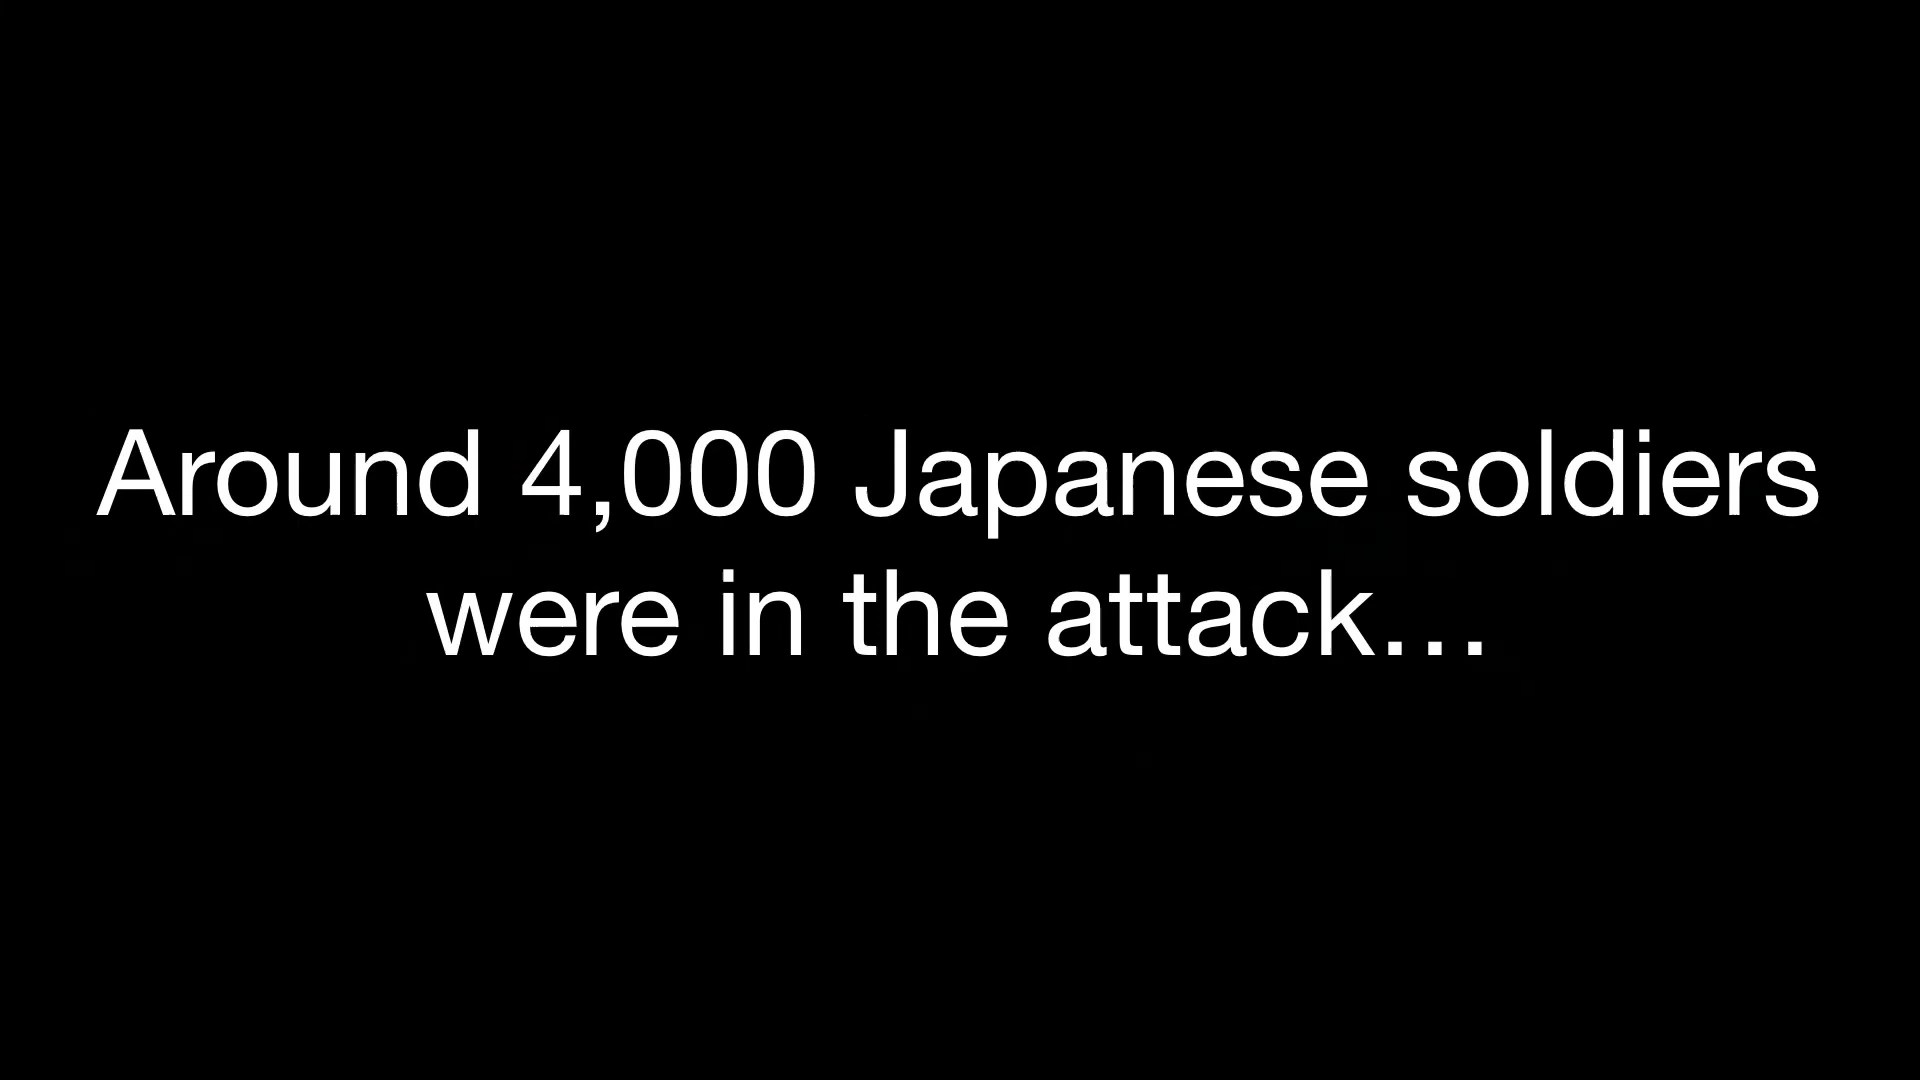 Around 4,000 Japanese soldiers
were in the attack…